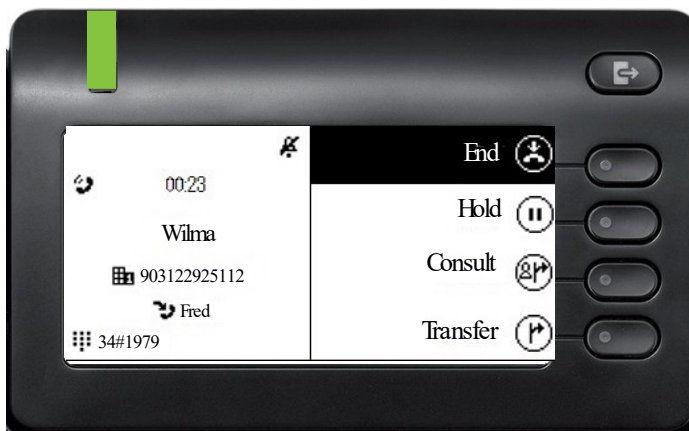 00:23
Wilma
903122925112
Fred
34#1979
End
Hold
Consult
Transfer